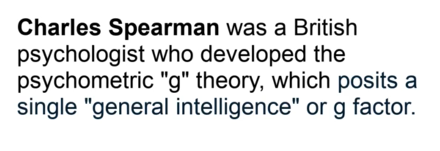 Charles Spearman was a British
psychologist who developed the
psychometric "g" theory, which posits a
single "general intelligence" or g factor.